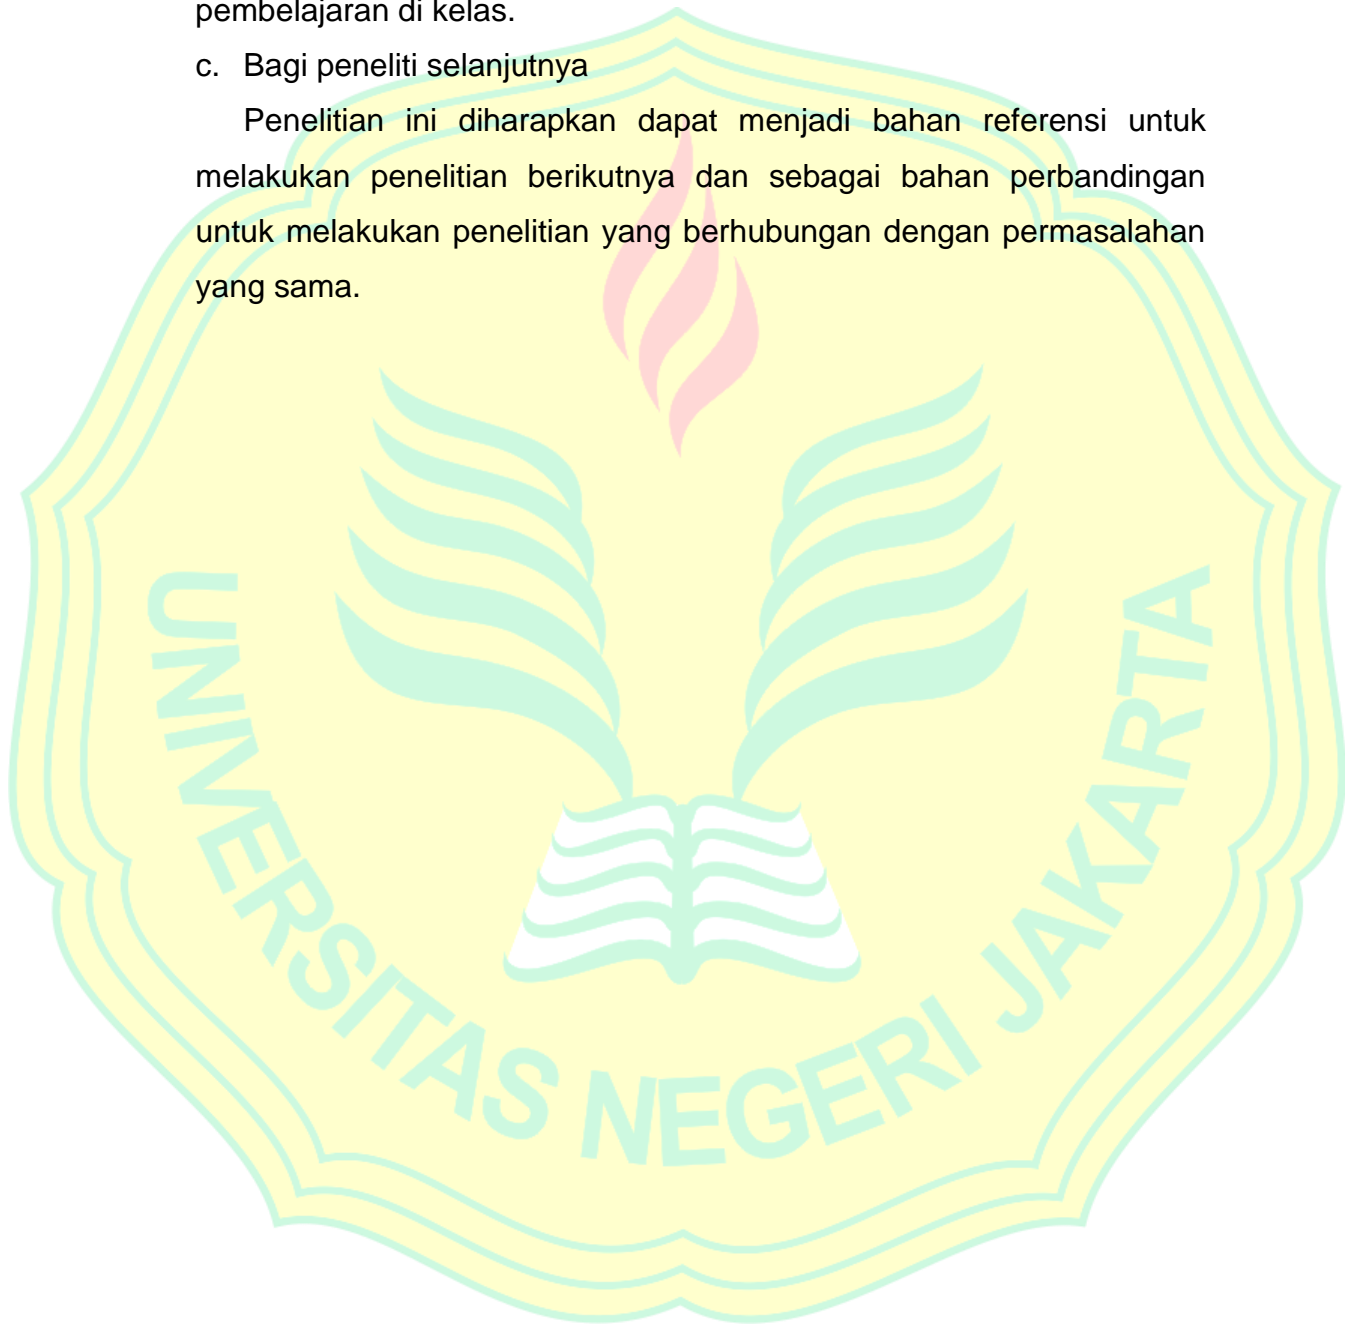 pembelajaran di kelas.
c. Bagi peneliti selanjutnya
Penelitian ini diharapkan dapat menjadi bahan referensi untuk
melakukan penelitian berikutnya dan sebagai bahan perbandingan
untuk melakukan penelitian yang berhubungan dengan permasalahan
yang sama.
UNIVERSITAS NEGERI JAKARTA